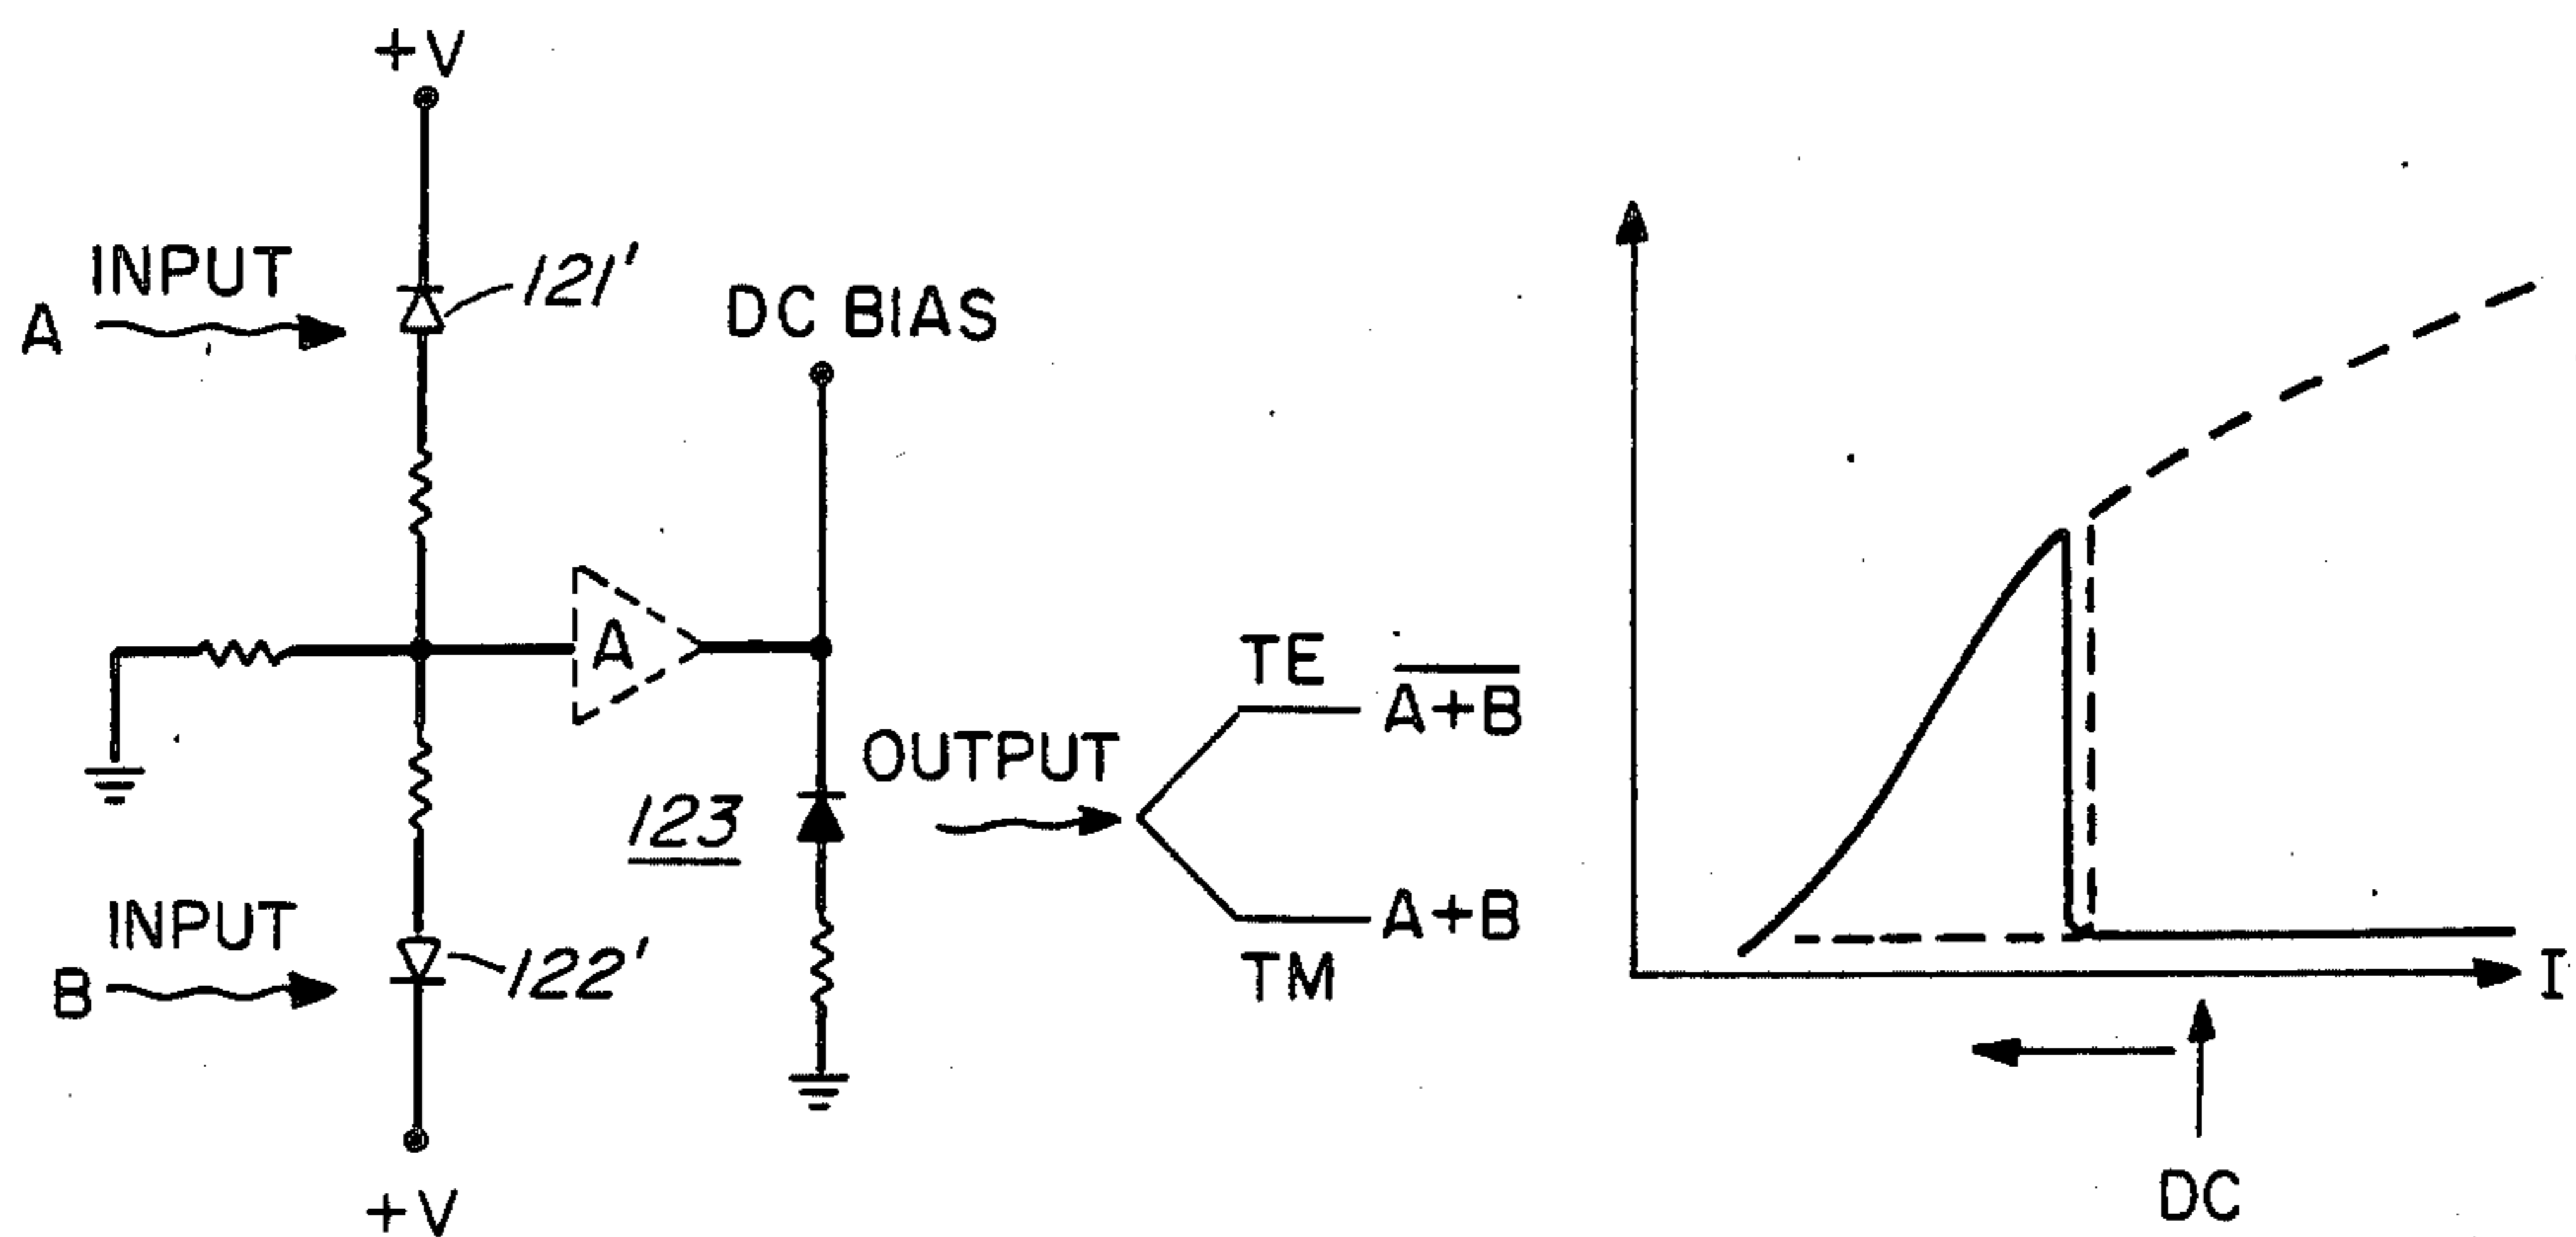 +V
INPUT
A
121'
DC BIAS
A
TE
A+B
OUTPUT
123
INPUT
B
122'
A+B
TM
+V
I
DC